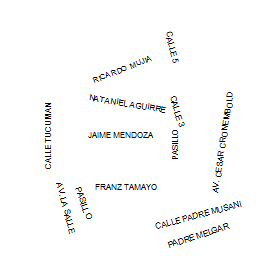 CALLE 5
RICARDO MUJIA
NATANIEL AGUIRRE
CALLE 3
AV. CESAR CRONEMBOLD
CALLE TUCUMAN
JAIME MENDOZA
PASILLO
FRANZ TAMAYO
PASILLO
AV. LA SALLE
CALLE PADRE MUSANI
PADRE MELGAR